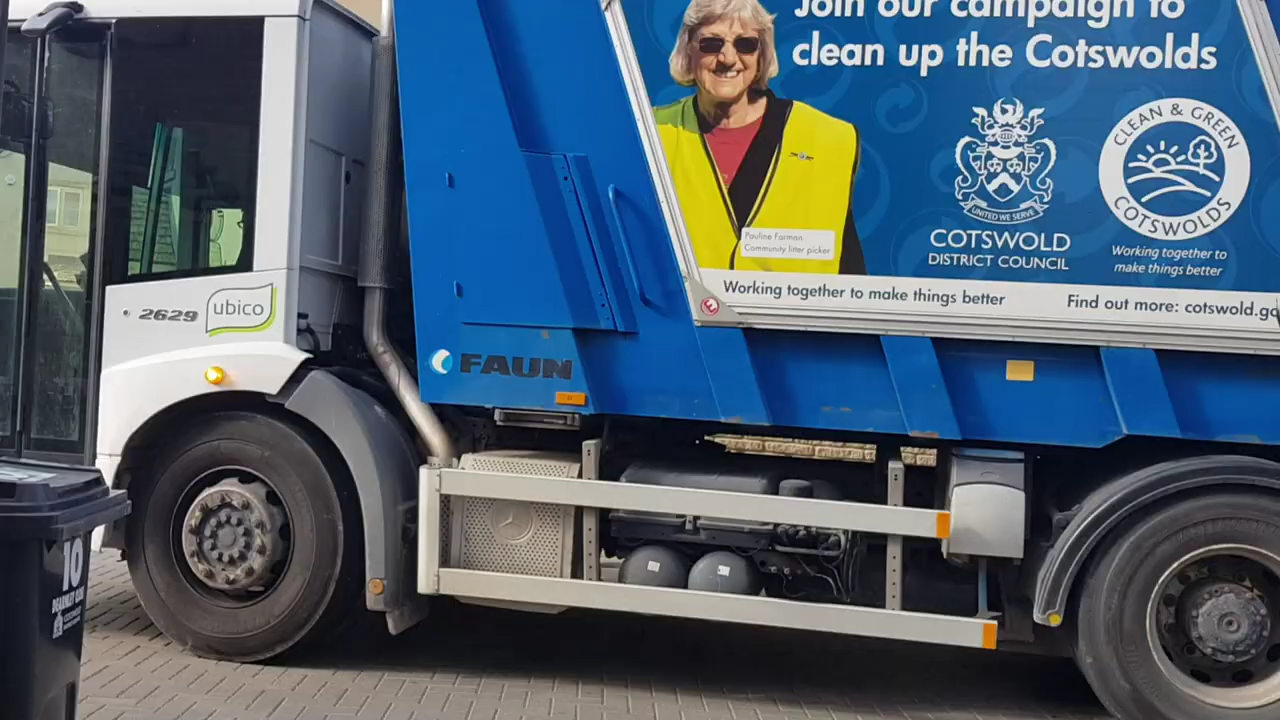 Join our campaign to
clean up the Cotswolds
CLEAN & GREEN
COTSWOLDS
UNITED WE SERVE
COTSWOLD
DISTRICT COUNCIL
Working together to
make things better
Pauline Farman
Community litter picker
Working together to make things better
Find out more: cotswold.go
2629
ubico
FAUN
10